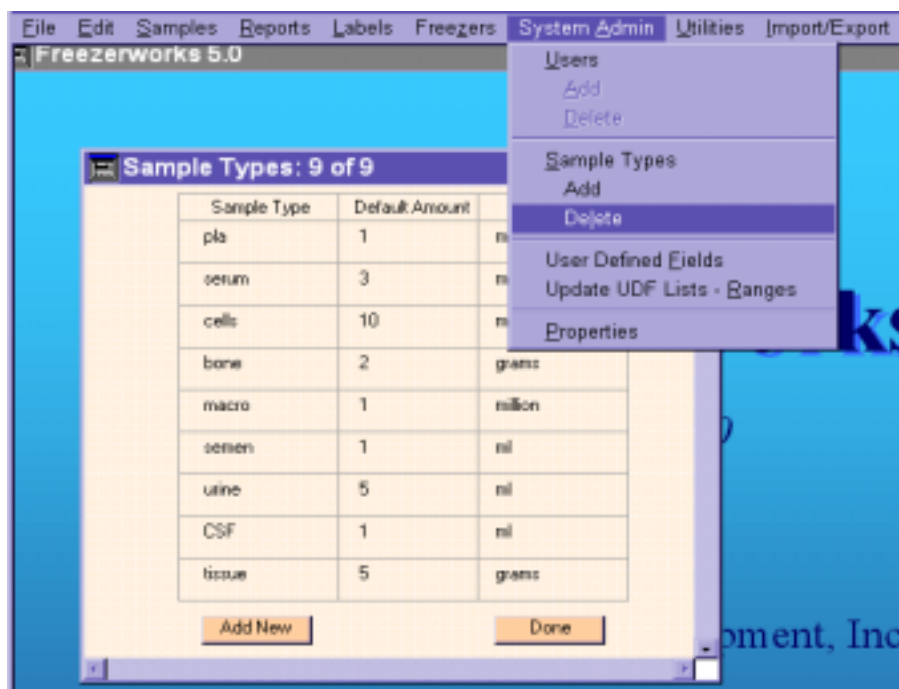 File Edit Samples Reports Labels Freezers System Admin Utilities Import/Export
Freezerworks 5.0
Users
Add
Delete
Sample Types
Add
Delete
User Defined Fields
Update UDF Lists - Ranges
Properties
Sample Types: 9 of 9
Sample Type Default Amount
pla 1 m
serum 3 m
cells 10 m
bone 2 grams
macro 1 million
semen 1 ml
urine 5 ml
CSF 1 ml
tissue 5 grams
Add New Done
orks
pment, Inc